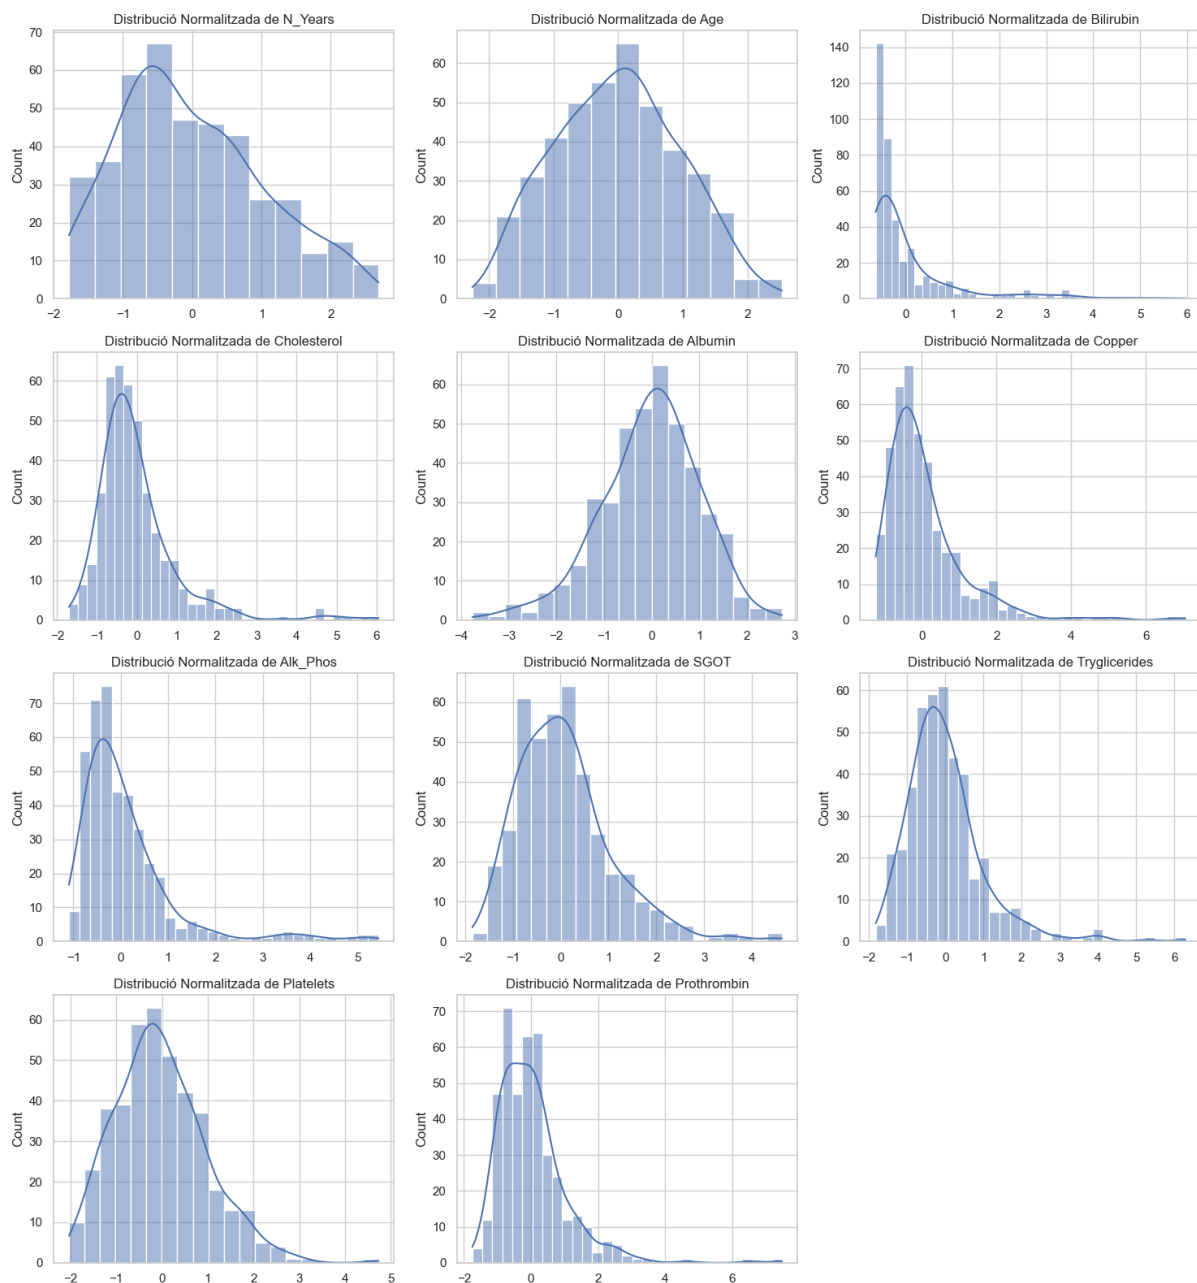 Distribució Normalitzada de N_Years
Count
70
60
50
40
30
20
10
0
−2 −1 0 1 2
Distribució Normalitzada de Age
Count
60
50
40
30
20
10
0
−2 −1 0 1 2
Distribució Normalitzada de Bilirubin
Count
140
120
100
80
60
40
20
0
0 1 2 3 4 5 6
Distribució Normalitzada de Cholesterol
Count
60
50
40
30
20
10
0
−2 −1 0 1 2 3 4 5 6
Distribució Normalitzada de Albumin
Count
60
50
40
30
20
10
0
−4 −3 −2 −1 0 1 2 3
Distribució Normalitzada de Copper
Count
70
60
50
40
30
20
10
0
0 2 4 6
Distribució Normalitzada de Alk_Phos
Count
70
60
50
40
30
20
10
0
−1 0 1 2 3 4 5
Distribució Normalitzada de SGOT
Count
60
50
40
30
20
10
0
−2 −1 0 1 2 3 4
Distribució Normalitzada de Tryglicerides
Count
60
50
40
30
20
10
0
−2 −1 0 1 2 3 4 5 6
Distribució Normalitzada de Platelets
Count
60
50
40
30
20
10
0
−2 −1 0 1 2 3 4 5
Distribució Normalitzada de Prothrombin
Count
70
60
50
40
30
20
10
0
−2 0 2 4 6